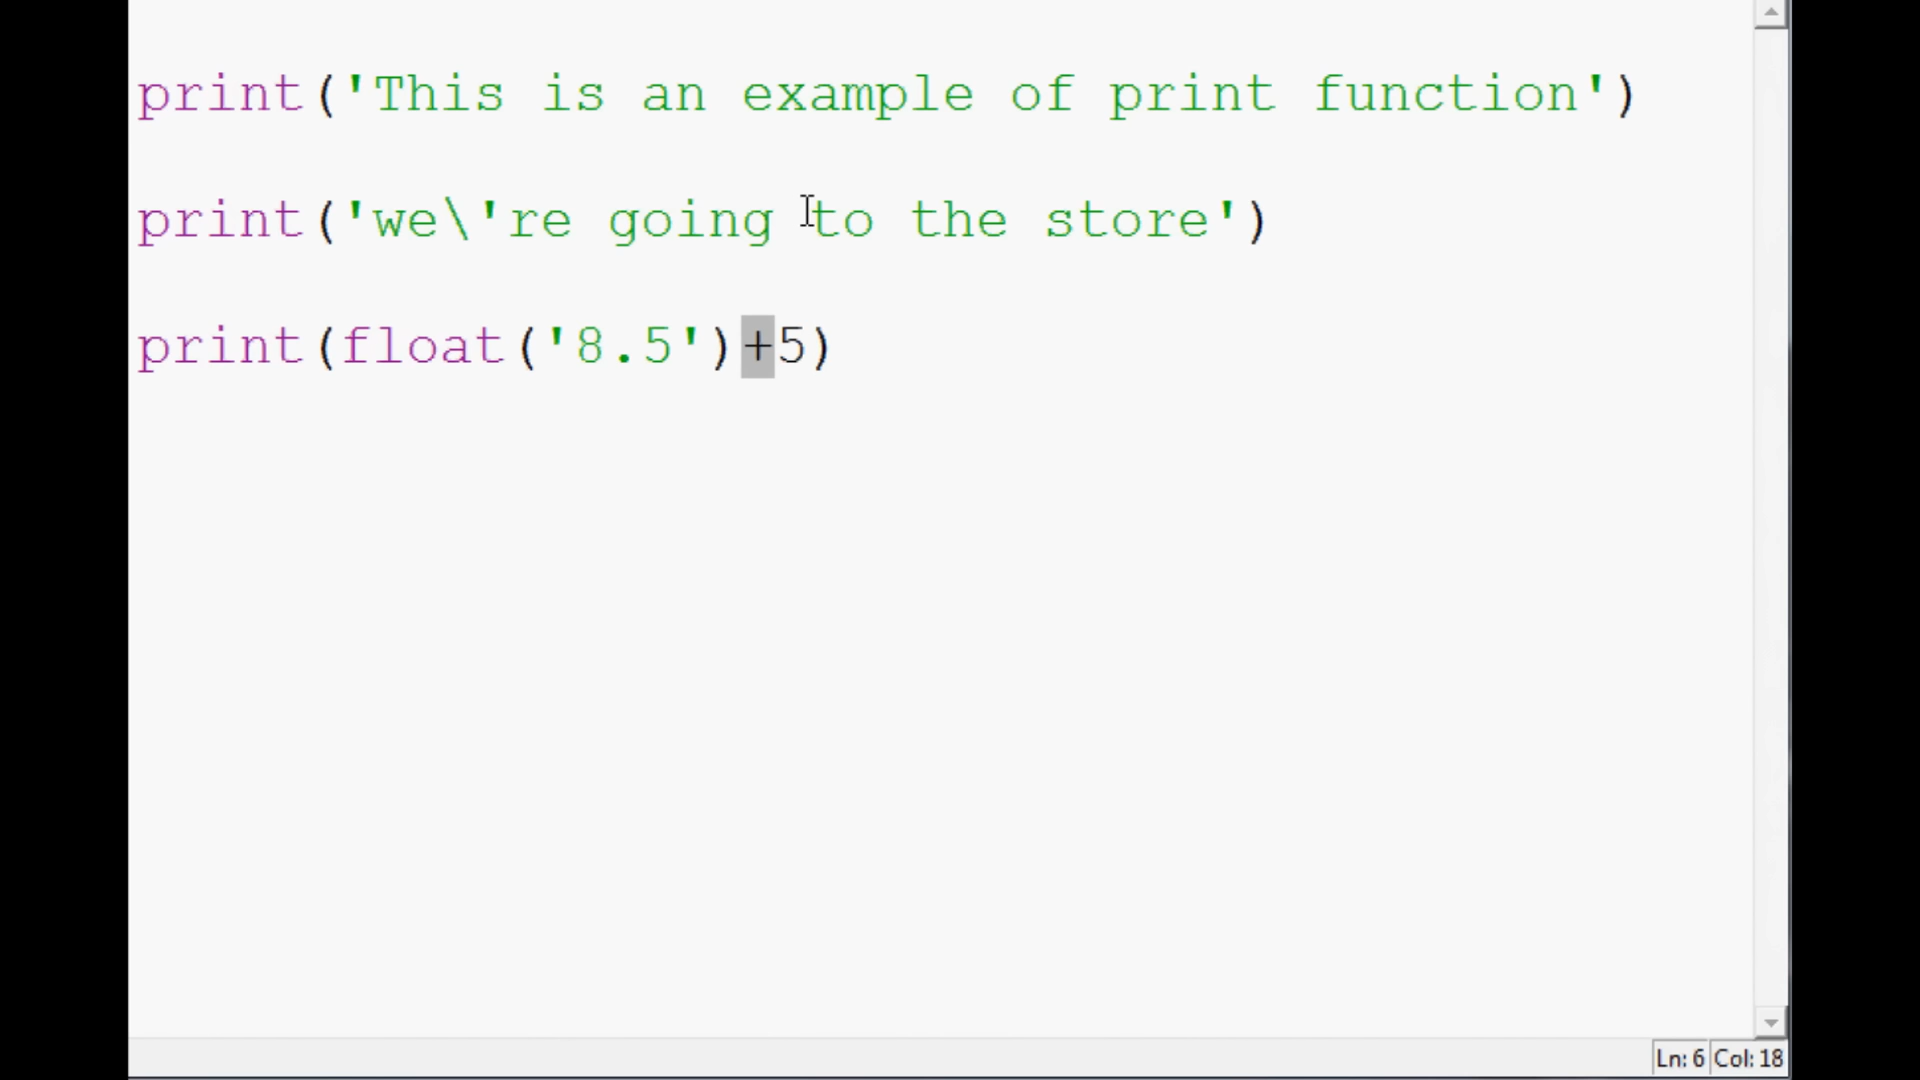 print('This is an example of print function')
print('we\'re going to the store')
print(float('8.5')+5)
Ln: 6 Col: 18